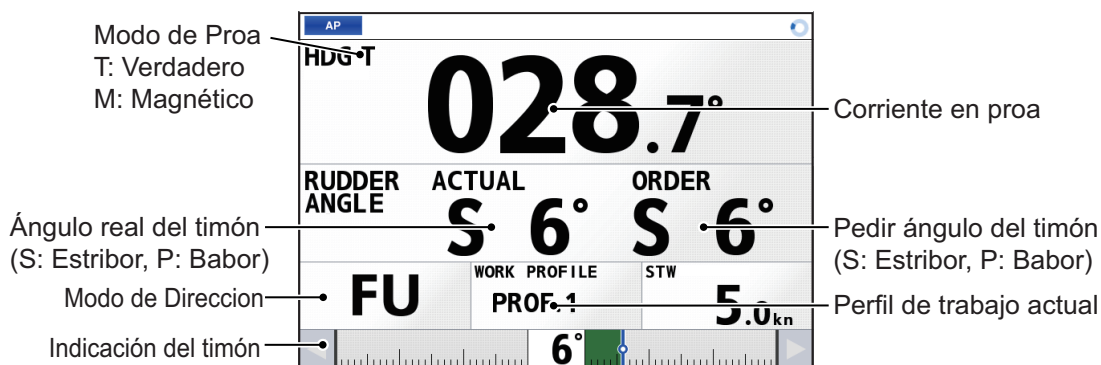 AP
Modo de Proa
T: Verdadero
M: Magnético
HDG T
028.7°
Corriente en proa
RUDDER ANGLE
ACTUAL
ORDER
S 6°
S 6°
Ángulo real del timón
(S: Estribor, P: Babor)
Pedir ángulo del timón
(S: Estribor, P: Babor)
Modo de Direccion
FU
WORK PROFILE
PROF.1
STW
5.0kn
Perfil de trabajo actual
Indicación del timón
6°